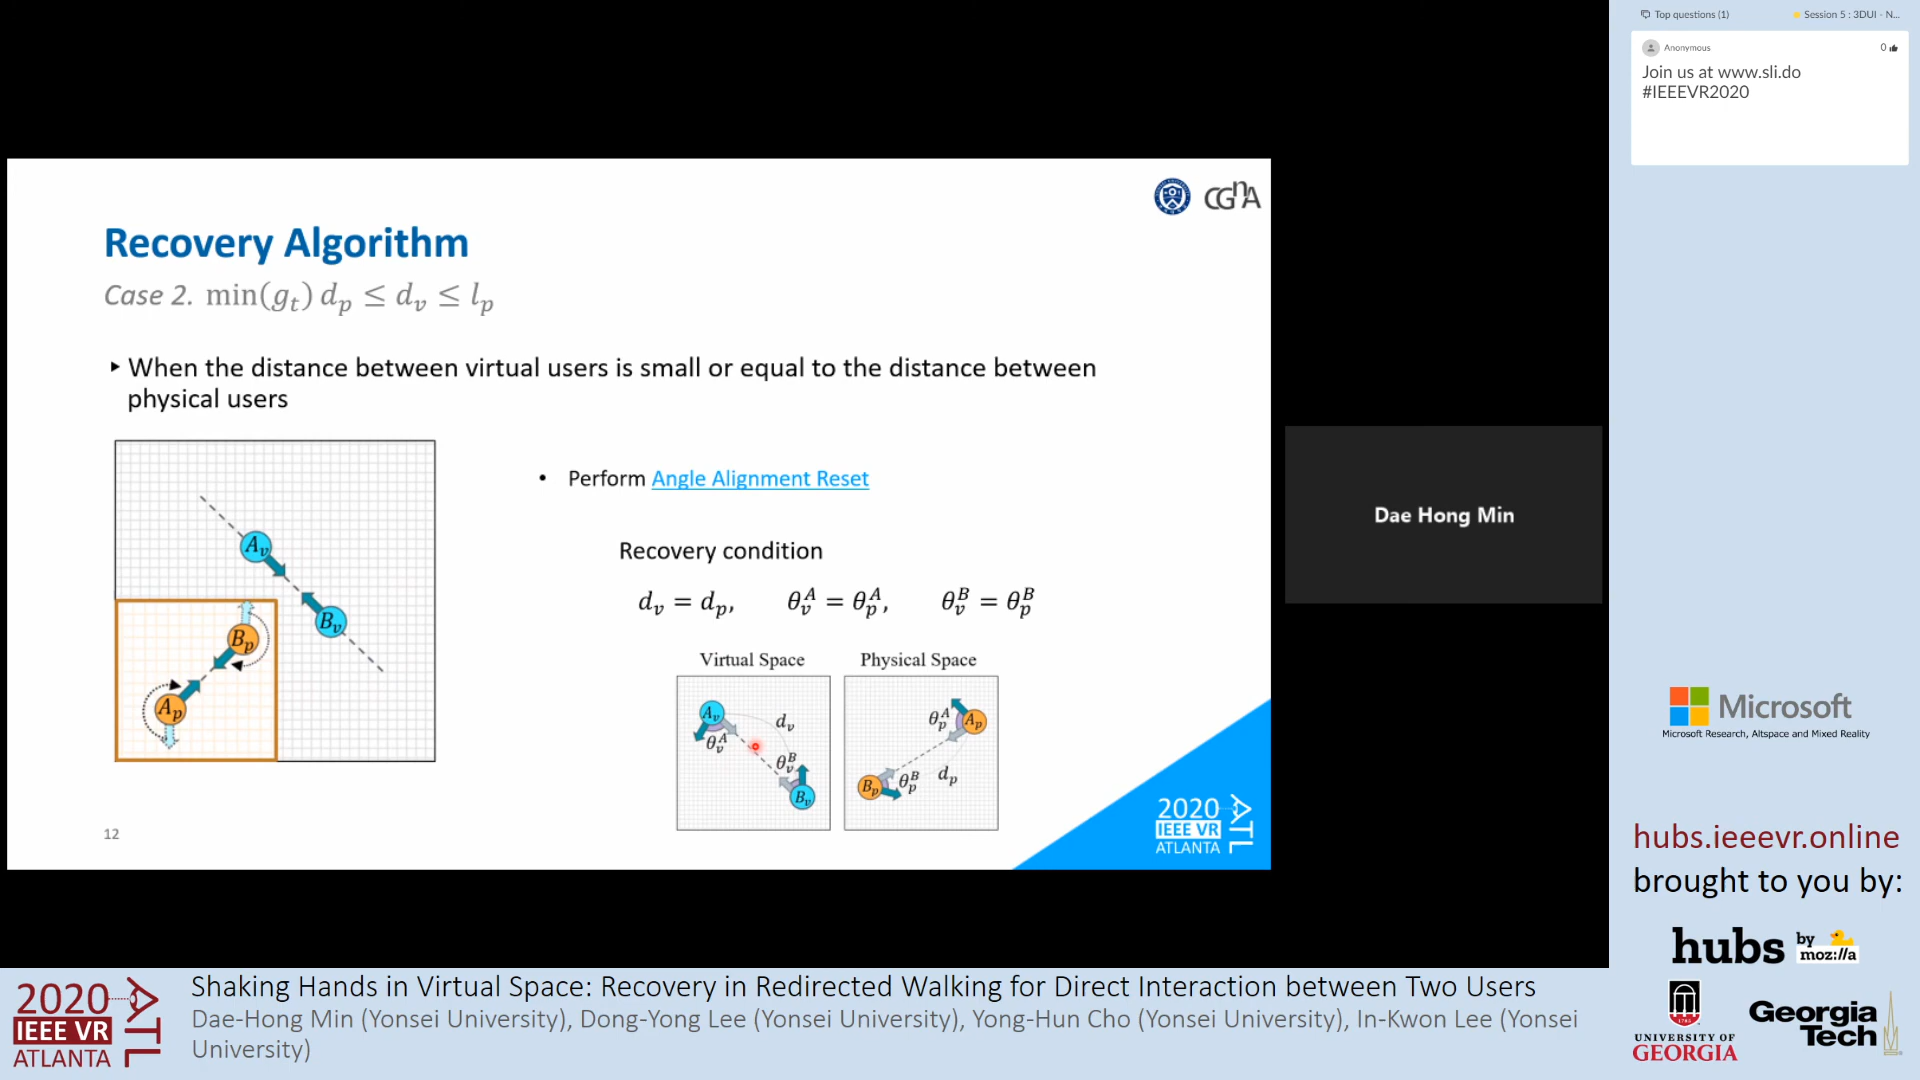 Top questions (1)
Session 5 : 3DUI - N...
Anonymous
0
Join us at www.sli.do
#IEEEVR2020
CGnA
Recovery Algorithm
Case 2. min(g_t) d_p ≤ d_v ≤ l_p
‣ When the distance between virtual users is small or equal to the distance between
physical users
• Perform Angle Alignment Reset
Recovery condition
d_v = d_p, θ_v^A = θ_p^A, θ_v^B = θ_p^B
A_v
B_v
B_p
A_p
Virtual Space
Physical Space
A_v
d_v
θ_v^A
θ_v^B
B_v
θ_p^A
A_p
B_p
θ_p^B
d_p
12
2020
IEEE VR
ATLANTA
ATL
Dae Hong Min
Microsoft
Microsoft Research, Altspace and Mixed Reality
hubs.ieeevr.online
brought to you by:
hubs by
moz://a
UNIVERSITY OF
GEORGIA
1785
Georgia
Tech
2020
IEEE VR
ATLANTA
ATL
Shaking Hands in Virtual Space: Recovery in Redirected Walking for Direct Interaction between Two Users
Dae-Hong Min (Yonsei University), Dong-Yong Lee (Yonsei University), Yong-Hun Cho (Yonsei University), In-Kwon Lee (Yonsei
University)